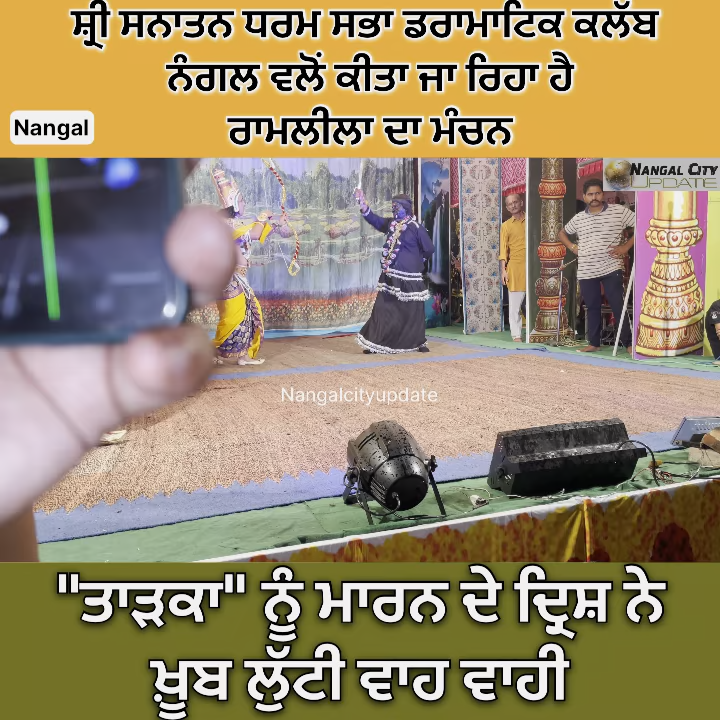 ਸ਼੍ਰੀ ਸਨਾਤਨ ਧਰਮ ਸਭਾ ਡਰਾਮਾਟਿਕ ਕਲੱਬ
ਨੰਗਲ ਵਲੋਂ ਕੀਤਾ ਜਾ ਰਿਹਾ ਹੈ
ਰਾਮਲੀਲਾ ਦਾ ਮੰਚਨ
Nangal
NANGAL CITY
UPDATE
Nangalcityupdate
"ਤਾੜਕਾ" ਨੂੰ ਮਾਰਨ ਦੇ ਦ੍ਰਿਸ਼ ਨੇ
ਖ਼ੂਬ ਲੁੱਟੀ ਵਾਹ ਵਾਹੀ